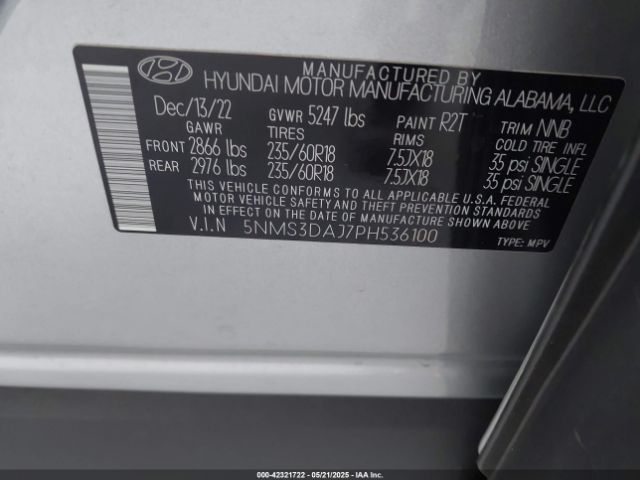 MANUFACTURED BY
HYUNDAI MOTOR MANUFACTURING ALABAMA, LLC
Dec/13/22 GVWR 5247 lbs PAINT R2T TRIM NNB
GAWR TIRES RIMS COLD TIRE INFL
FRONT 2866 lbs 235/60R18 7.5JX18 35 psi SINGLE
REAR 2976 lbs 235/60R18 7.5JX18 35 psi SINGLE
THIS VEHICLE CONFORMS TO ALL APPLICABLE U.S.A. FEDERAL
MOTOR VEHICLE SAFETY AND THEFT PREVENTION STANDARDS
IN EFFECT ON THE DATE OF MANUFACTURE SHOWN ABOVE.
V.I.N 5NMS3DAJ7PH536100 TYPE: MPV
000-42321722 - 05/21/2025 - IAA Inc.